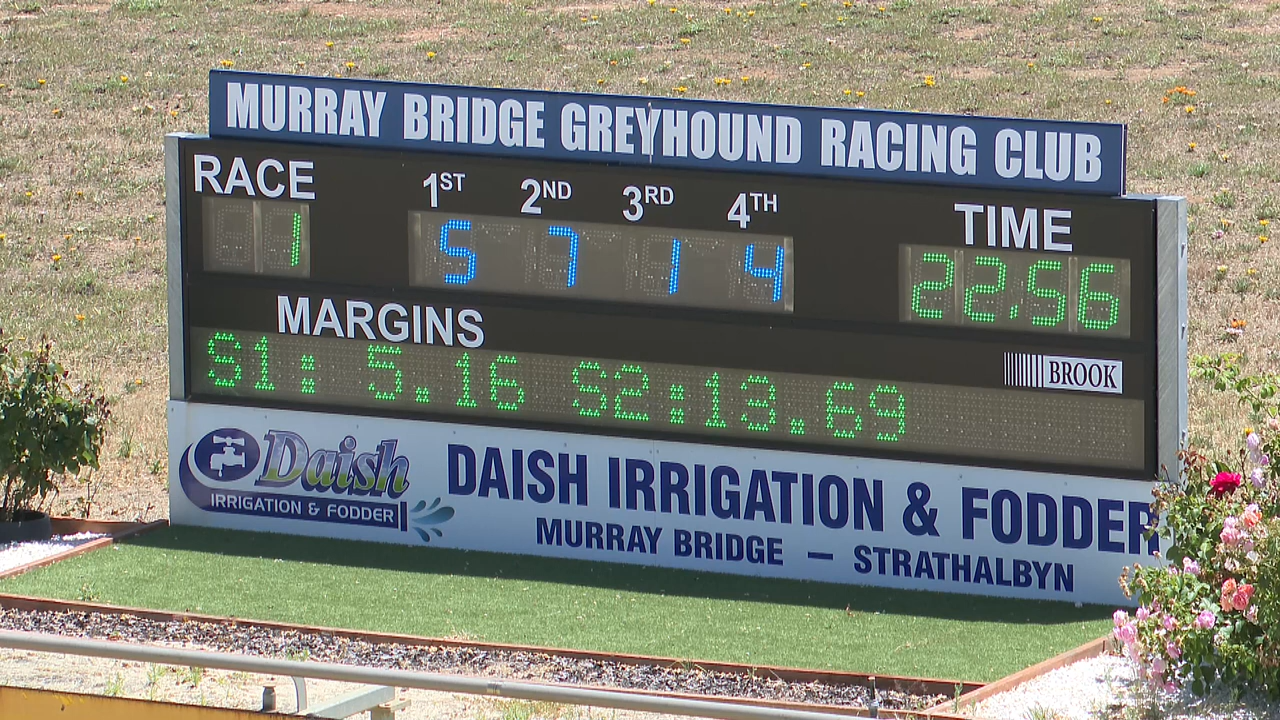 MURRAY BRIDGE GREYHOUND RACING CLUB
RACE 1ST 2ND 3RD 4TH TIME
1 5 7 1 4 22.56
MARGINS
BROOK
S1: 5.16 S2:13.69
Daish
IRRIGATION & FODDER
DAISH IRRIGATION & FODDER
MURRAY BRIDGE – STRATHALBYN